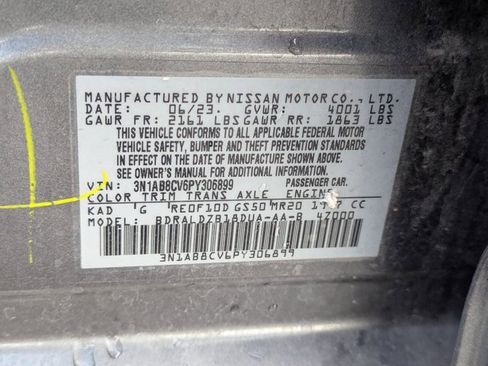 MANUFACTURED BY NISSAN MOTOR CO., LTD.
DATE: 06/23. GVWR: 4001 LBS
GAWR FR: 2161 LBS GAWR RR: 1863 LBS
THIS VEHICLE CONFORMS TO ALL APPLICABLE FEDERAL MOTOR
VEHICLE SAFETY, BUMPER AND THEFT PREVENTION STANDARDS
IN EFFECT ON THE DATE OF MANUFACTURE SHOWN ABOVE.
SEE OWNER'S MANUAL FOR ADDITIONAL INFORMATION.
VIN: 3N1AB8CV6PY306899 PASSENGER CAR.
COLOR TRIM TRANS AXLE ENGINE
KAD G RE0F10D GS50 MR20 1997 CC
MODEL: BDRALDZB18DUA-AA-B 47000
3N1AB8CV6PY306899